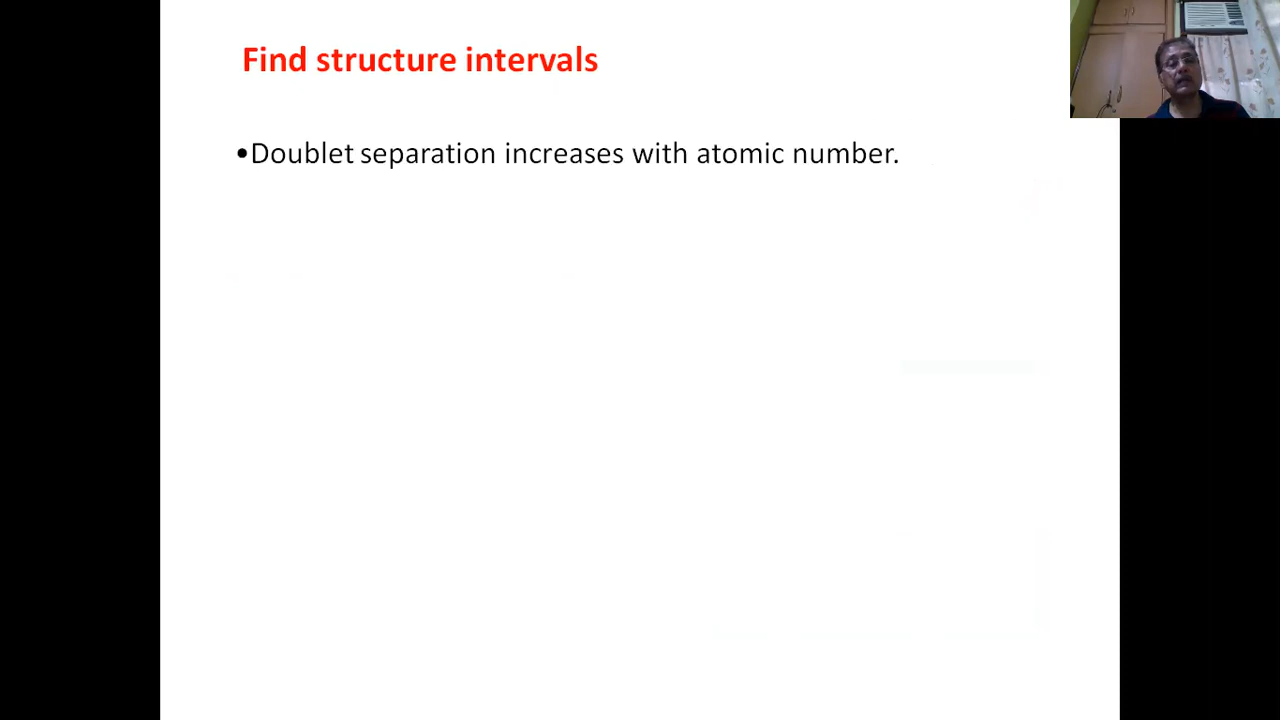 Find structure intervals
•Doublet separation increases with atomic number.